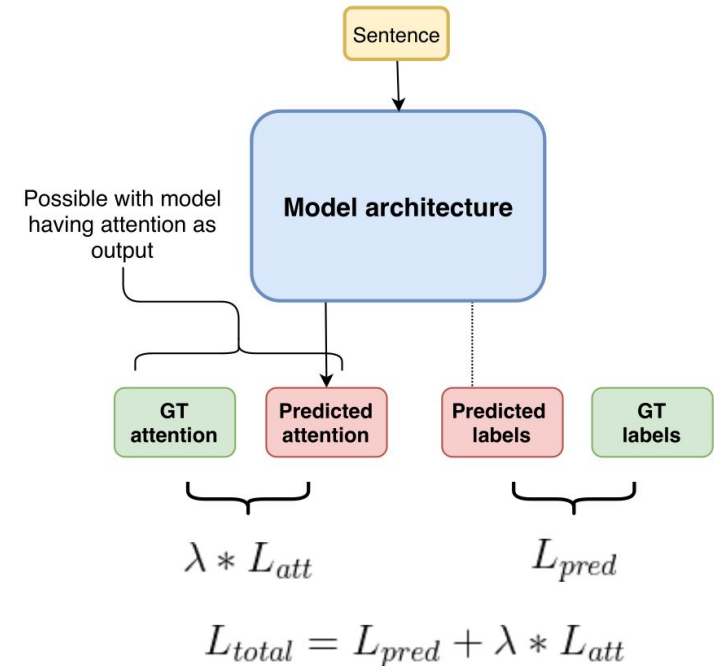 Sentence
Model architecture
Possible with model
having attention as
output
GT
attention
Predicted
attention
Predicted
labels
GT
labels
λ * L_att
L_pred
L_total = L_pred + λ * L_att